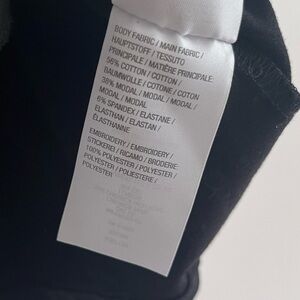 BODY FABRIC / MAIN FABRIC /
HAUPTSTOFF / TESSUTO
PRINCIPALE / MATIÈRE PRINCIPALE:
56% COTTON / COTTON /
BAUMWOLLE / COTONE / COTON
38% MODAL / MODAL / MODAL /
MODAL / MODAL
6% SPANDEX / ELASTANE /
ELASTHAN / ELASTAN /
ÉLASTHANNE
EMBROIDERY / EMBROIDERY /
STICKEREI / RICAMO / BRODERIE:
100% POLYESTER / POLYESTER /
POLYESTER / POLIESTERE /
POLYESTER